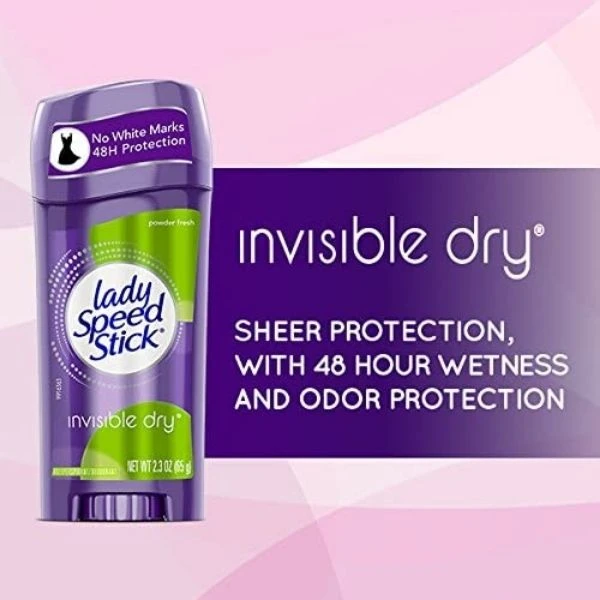 No White Marks
48H Protection
powder fresh
lady
Speed
Stick®
invisible dry®
NET WT 2.3 OZ (65 g)
invisible dry®
SHEER PROTECTION,
WITH 48 HOUR WETNESS
AND ODOR PROTECTION